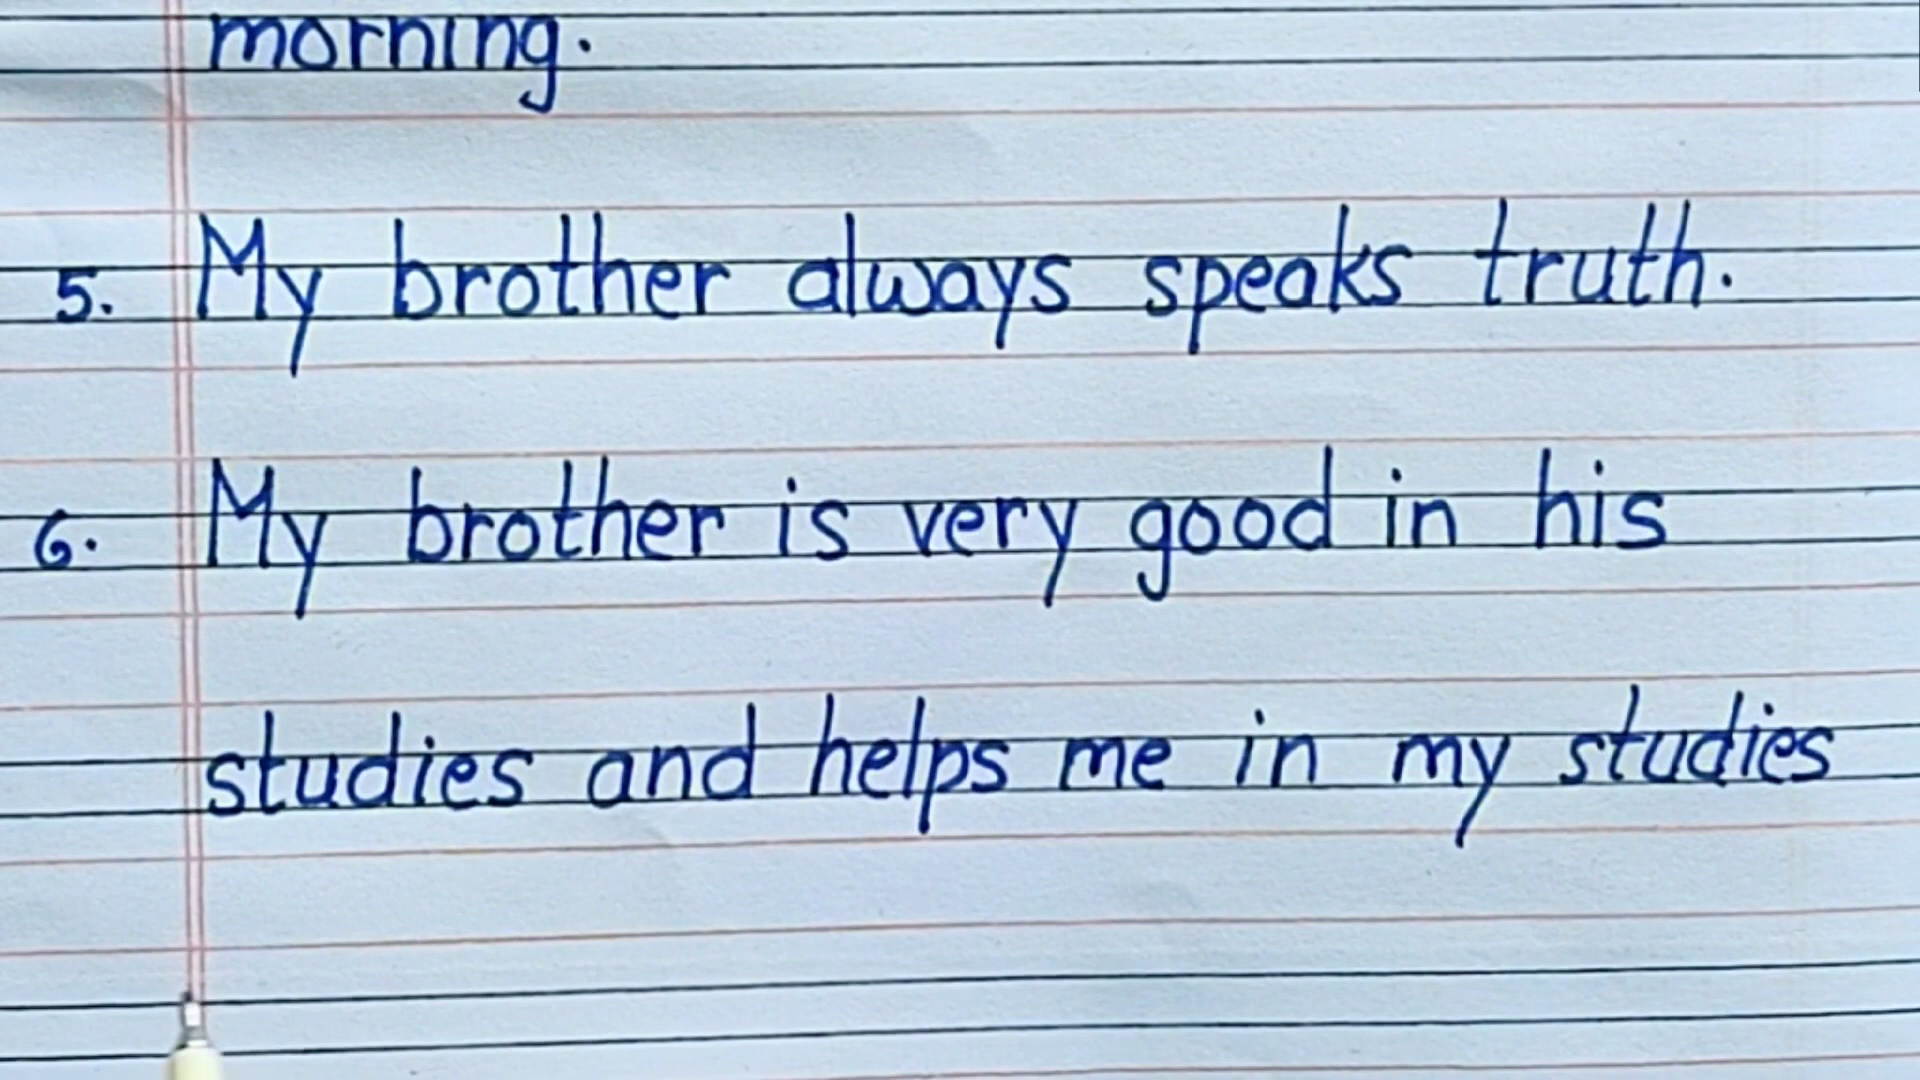 morning.
5. My brother always speaks truth.
6. My brother is very good in his
studies and helps me in my studies